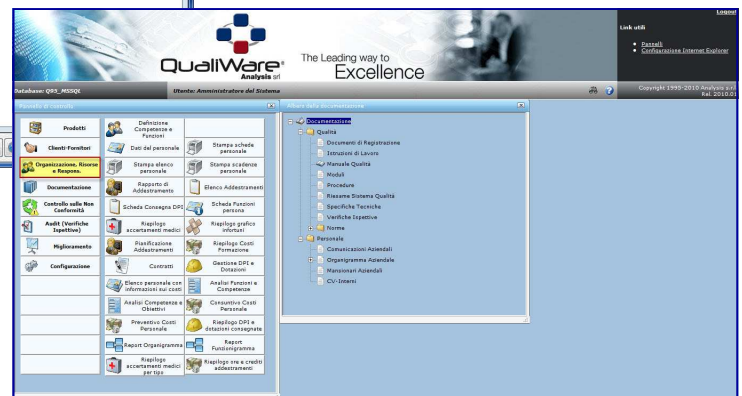 Logout
Link utili
Pannelli
Configurazione Internet Explorer
QualiWare®
Analysis srl
The Leading way to
Excellence
Database: Q95_MSSQL
Utente: Amministratore del Sistema
Copyright 1995-2010 Analysis s.r.l.
Rel. 2010.01
Pannello di controllo
Albero della documentazione
Prodotti
Clienti-Fornitori
Organizzazione, Risorse
e Respons.
Documentazione
Controllo sulle Non
Conformità
Audit (Verifiche
Ispettive)
Miglioramento
Configurazione
Definizione
Competenze e
Funzioni
Dati del personale
Stampa schede
personale
Stampa elenco
personale
Stampa scadenze
personale
Rapporto di
Addestramento
Elenco Addestramenti
Scheda Consegna DPI
Scheda Funzioni
persona
Riepilogo
accertamenti medici
Riepilogo grafico
infortuni
Pianificazione
Addestramenti
Riepilogo Costi
Formazione
Contratti
Gestione DPI e
Dotazioni
Elenco personale con
informazioni sui costi
Analisi Funzioni e
Competenze
Analisi Competenze e
Obiettivi
Consuntivo Costi
Personale
Preventivo Costi
Personale
Riepilogo DPI e
dotazioni consegnate
Report Organigramma
Report
Funzionigramma
Riepilogo
accertamenti medici
per tipo
Riepilogo ore e crediti
addestramenti
Documentazione
Qualità
Documenti di Registrazione
Istruzioni di Lavoro
Manuale Qualità
Moduli
Procedure
Riesame Sistema Qualità
Specifiche Tecniche
Verifiche Ispettive
Norme
Personale
Comunicazioni Aziendali
Organigramma Aziendale
Mansionari Aziendali
CV-Interni